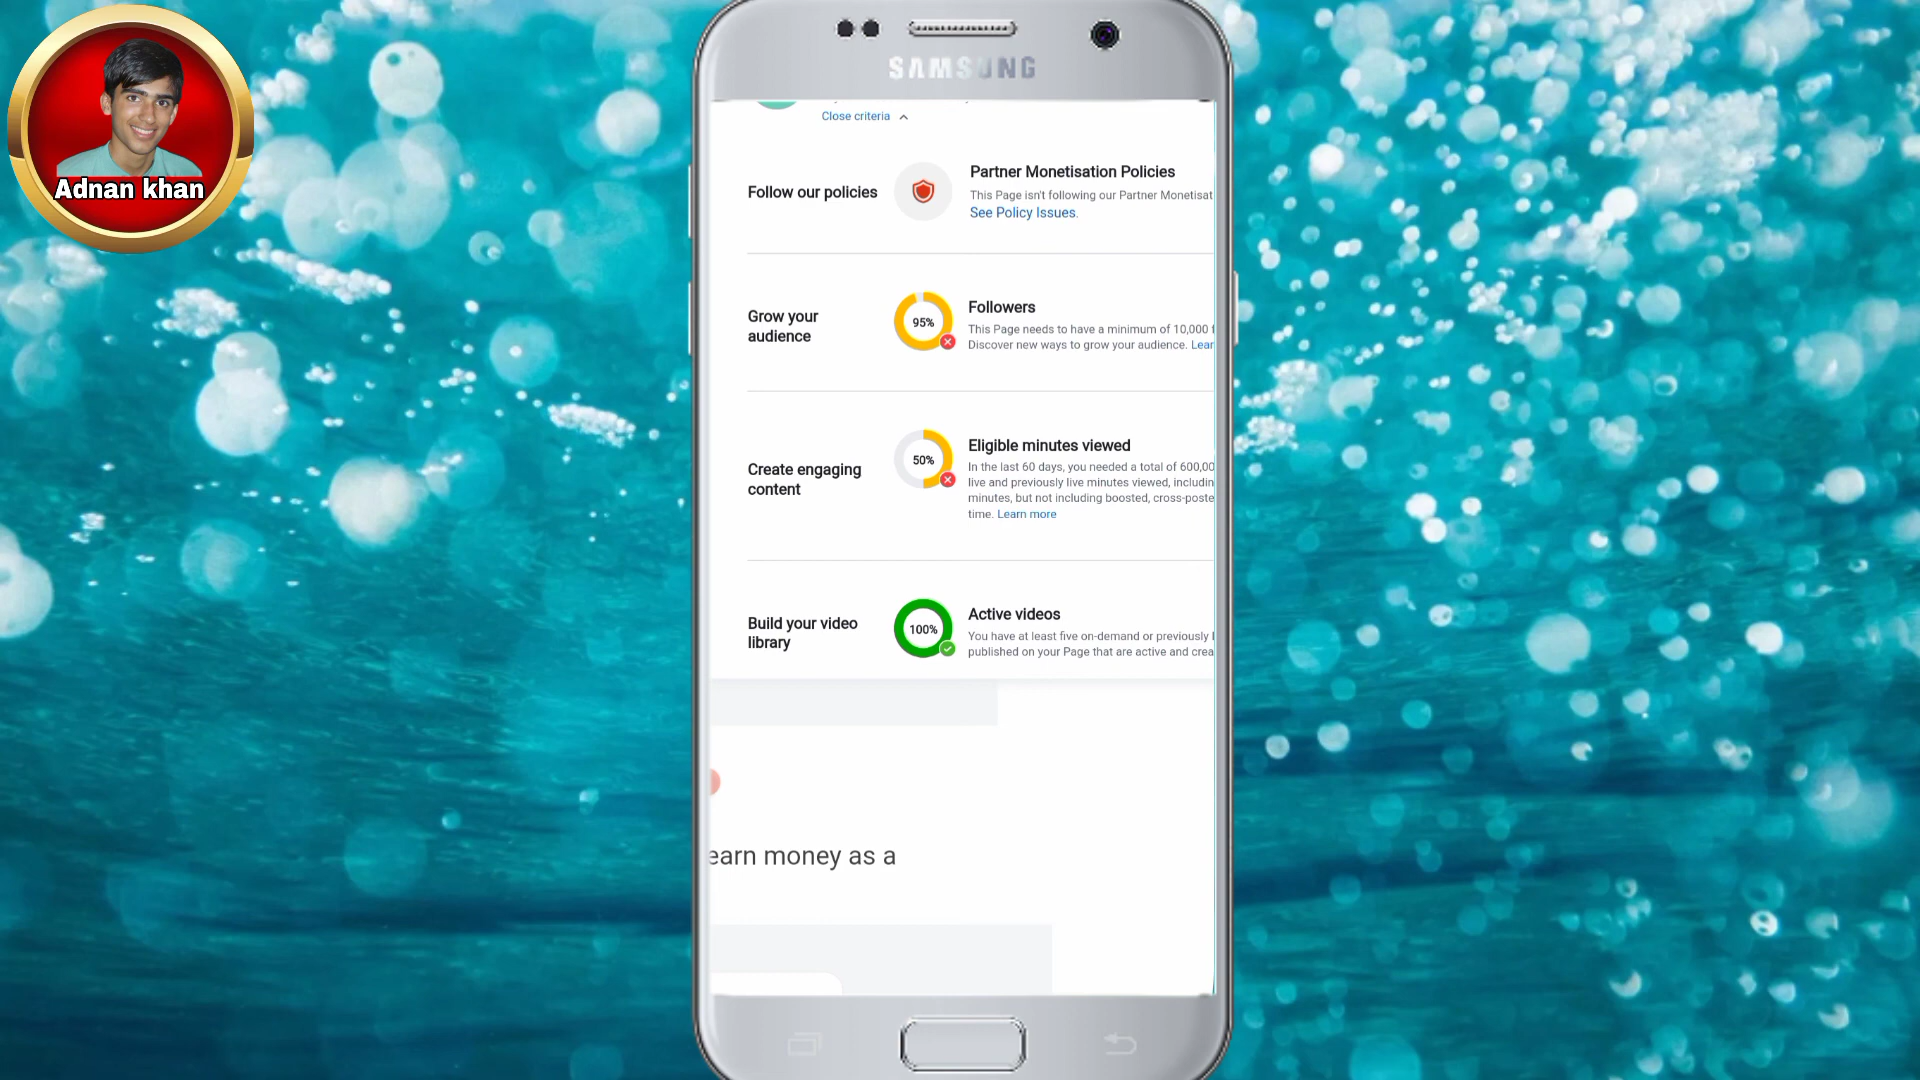 Adnan khan
SAMSUNG
Close criteria
Follow our policies
Partner Monetisation Policies
This Page isn't following our Partner Monetisat
See Policy Issues.
Grow your
audience
95%
Followers
This Page needs to have a minimum of 10,000
Discover new ways to grow your audience. Lear
Create engaging
content
50%
Eligible minutes viewed
In the last 60 days, you needed a total of 600,00
live and previously live minutes viewed, includin
minutes, but not including boosted, cross-poste
time. Learn more
Build your video
library
100%
Active videos
You have at least five on-demand or previously
published on your Page that are active and crea
earn money as a